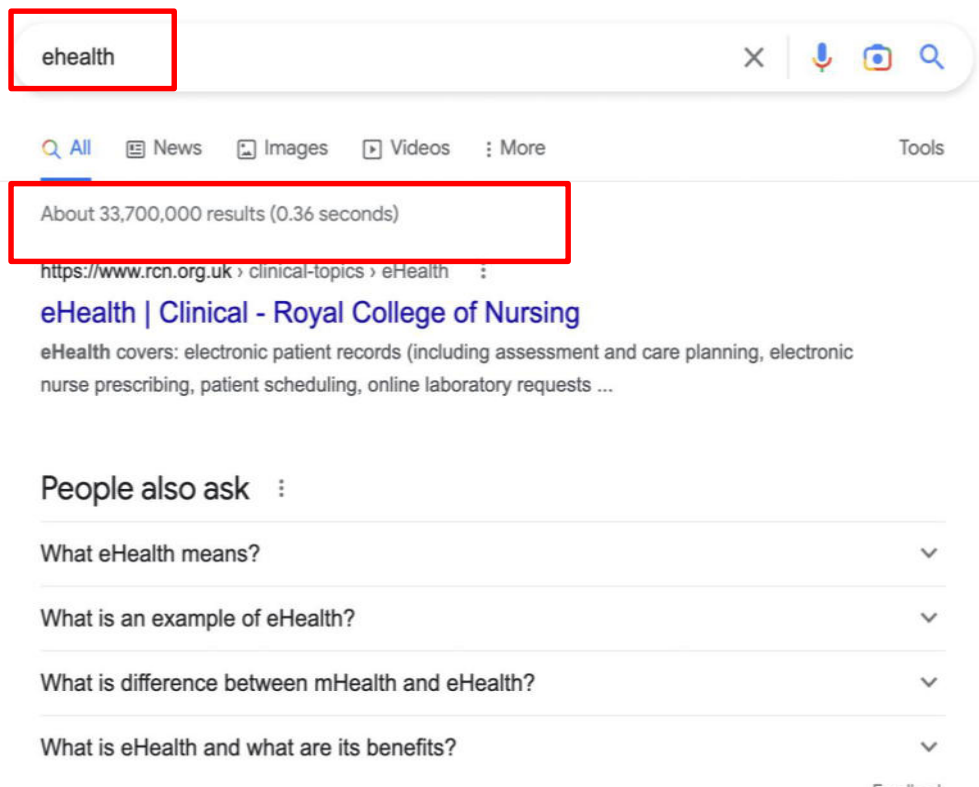 ehealth
All News Images Videos More Tools
About 33,700,000 results (0.36 seconds)
https://www.rcn.org.uk › clinical-topics › eHealth
eHealth | Clinical - Royal College of Nursing
eHealth covers: electronic patient records (including assessment and care planning, electronic
nurse prescribing, patient scheduling, online laboratory requests ...
People also ask
What eHealth means?
What is an example of eHealth?
What is difference between mHealth and eHealth?
What is eHealth and what are its benefits?